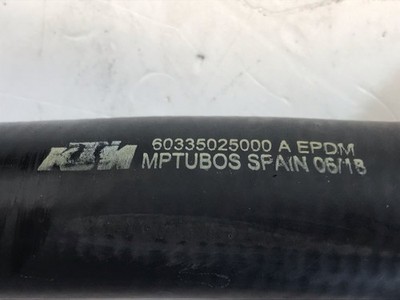 KTM
60335025000 A EPDM
MPTUBOS SPAIN 06/18